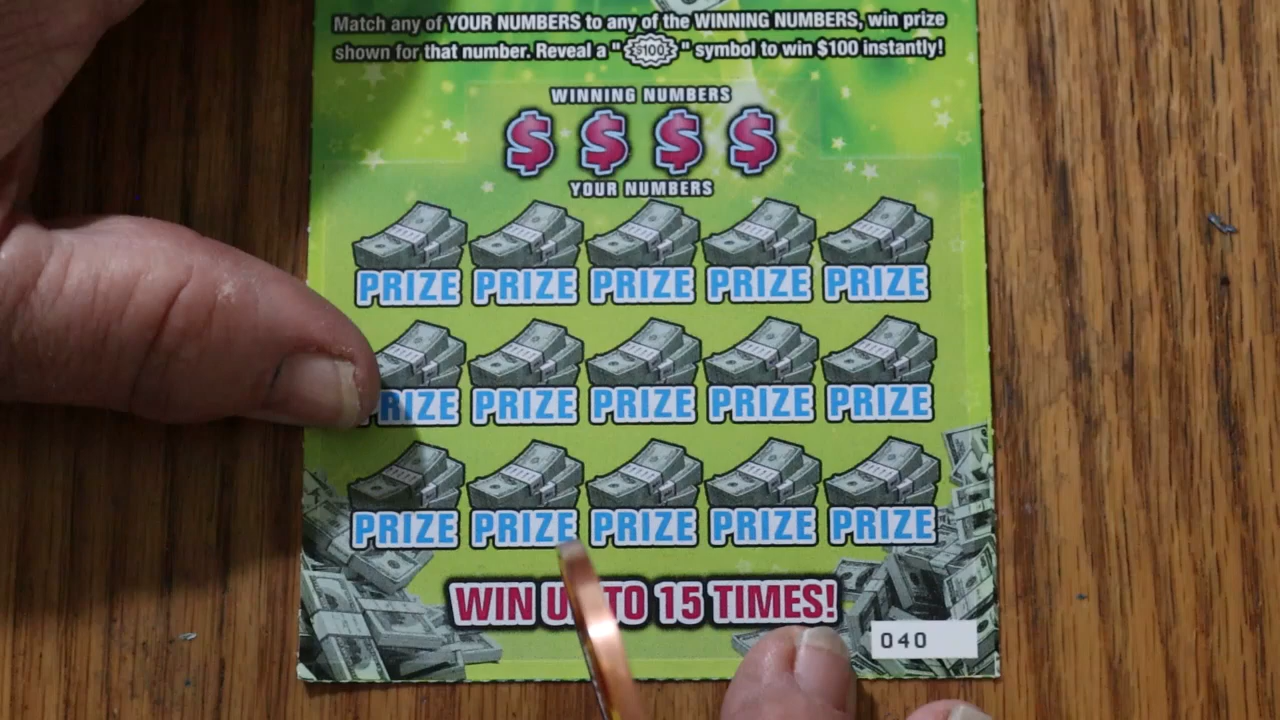 Match any of YOUR NUMBERS to any of the WINNING NUMBERS, win prize
shown for that number. Reveal a "$100" symbol to win $100 instantly!
WINNING NUMBERS
$ $ $ $
YOUR NUMBERS
PRIZE PRIZE PRIZE PRIZE PRIZE
PRIZE PRIZE PRIZE PRIZE PRIZE
PRIZE PRIZE PRIZE PRIZE PRIZE
WIN UP TO 15 TIMES!
040